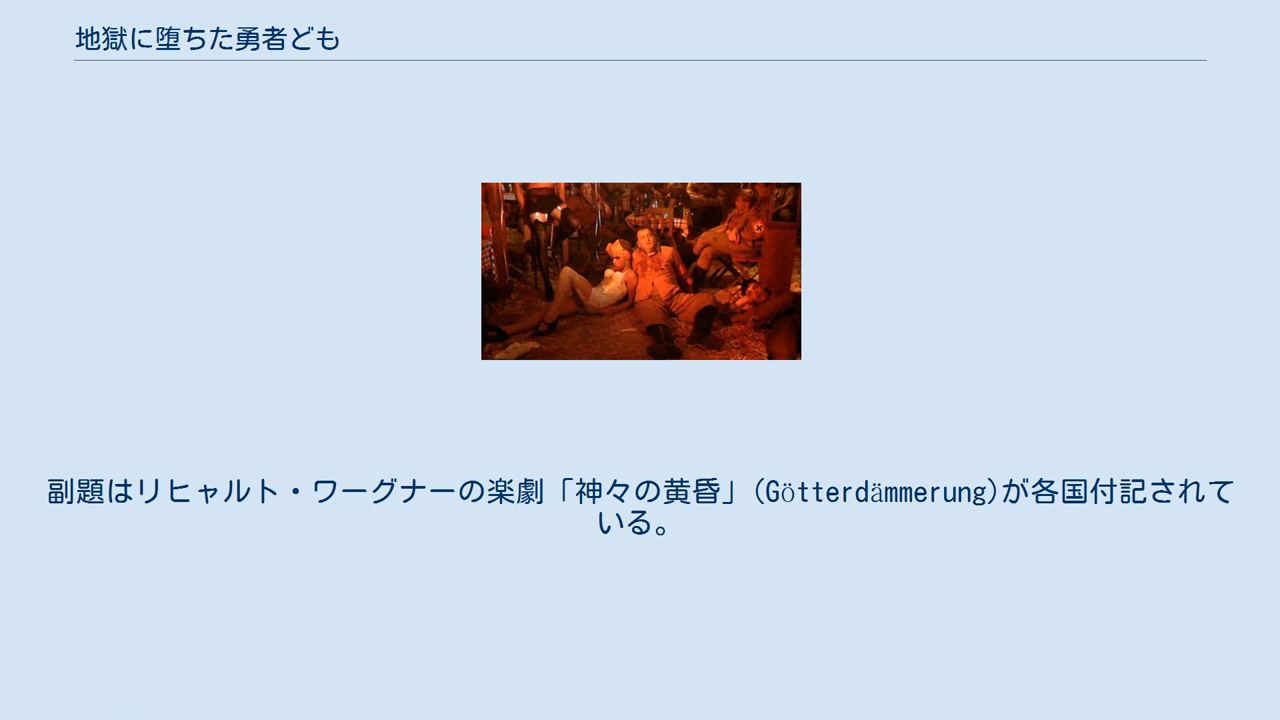 地獄に堕ちた勇者ども
副題はリヒャルト・ワーグナーの楽劇「神々の黄昏」(Götterdämmerung)が各国付記されて
いる。